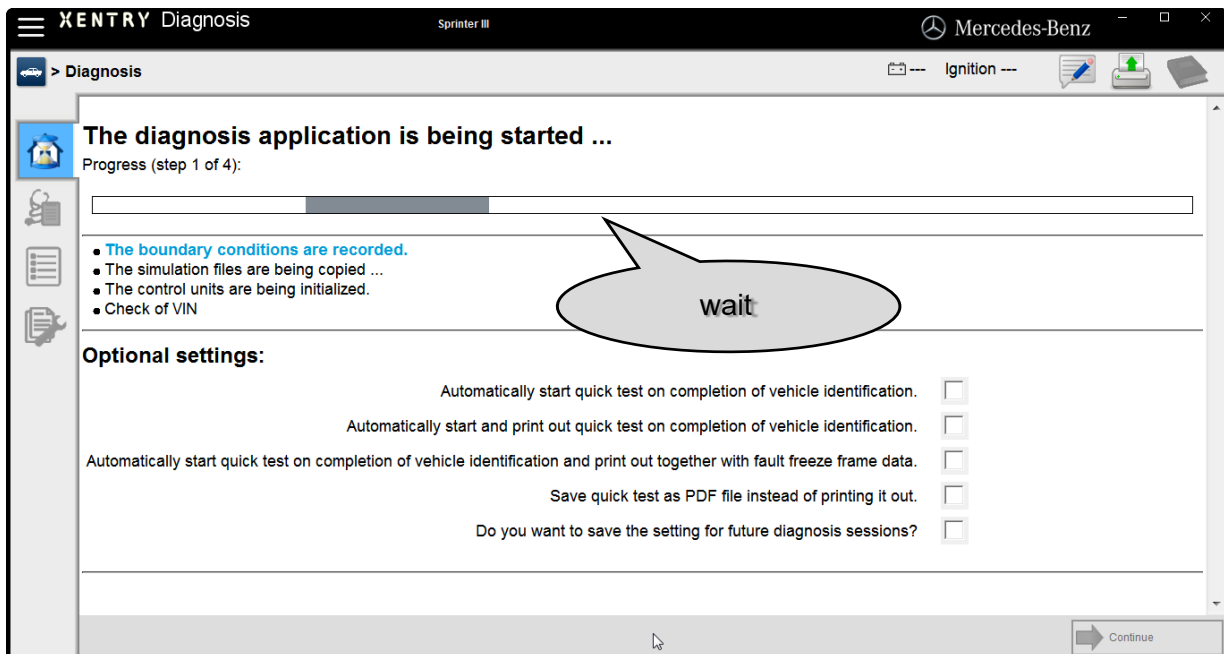 XENTRY Diagnosis
Sprinter III
Mercedes-Benz
> Diagnosis
---
Ignition ---
The diagnosis application is being started ...
Progress (step 1 of 4):
The boundary conditions are recorded.
The simulation files are being copied ...
The control units are being initialized.
Check of VIN
wait
Optional settings:
Automatically start quick test on completion of vehicle identification.
Automatically start and print out quick test on completion of vehicle identification.
Automatically start quick test on completion of vehicle identification and print out together with fault freeze frame data.
Save quick test as PDF file instead of printing it out.
Do you want to save the setting for future diagnosis sessions?
Continue